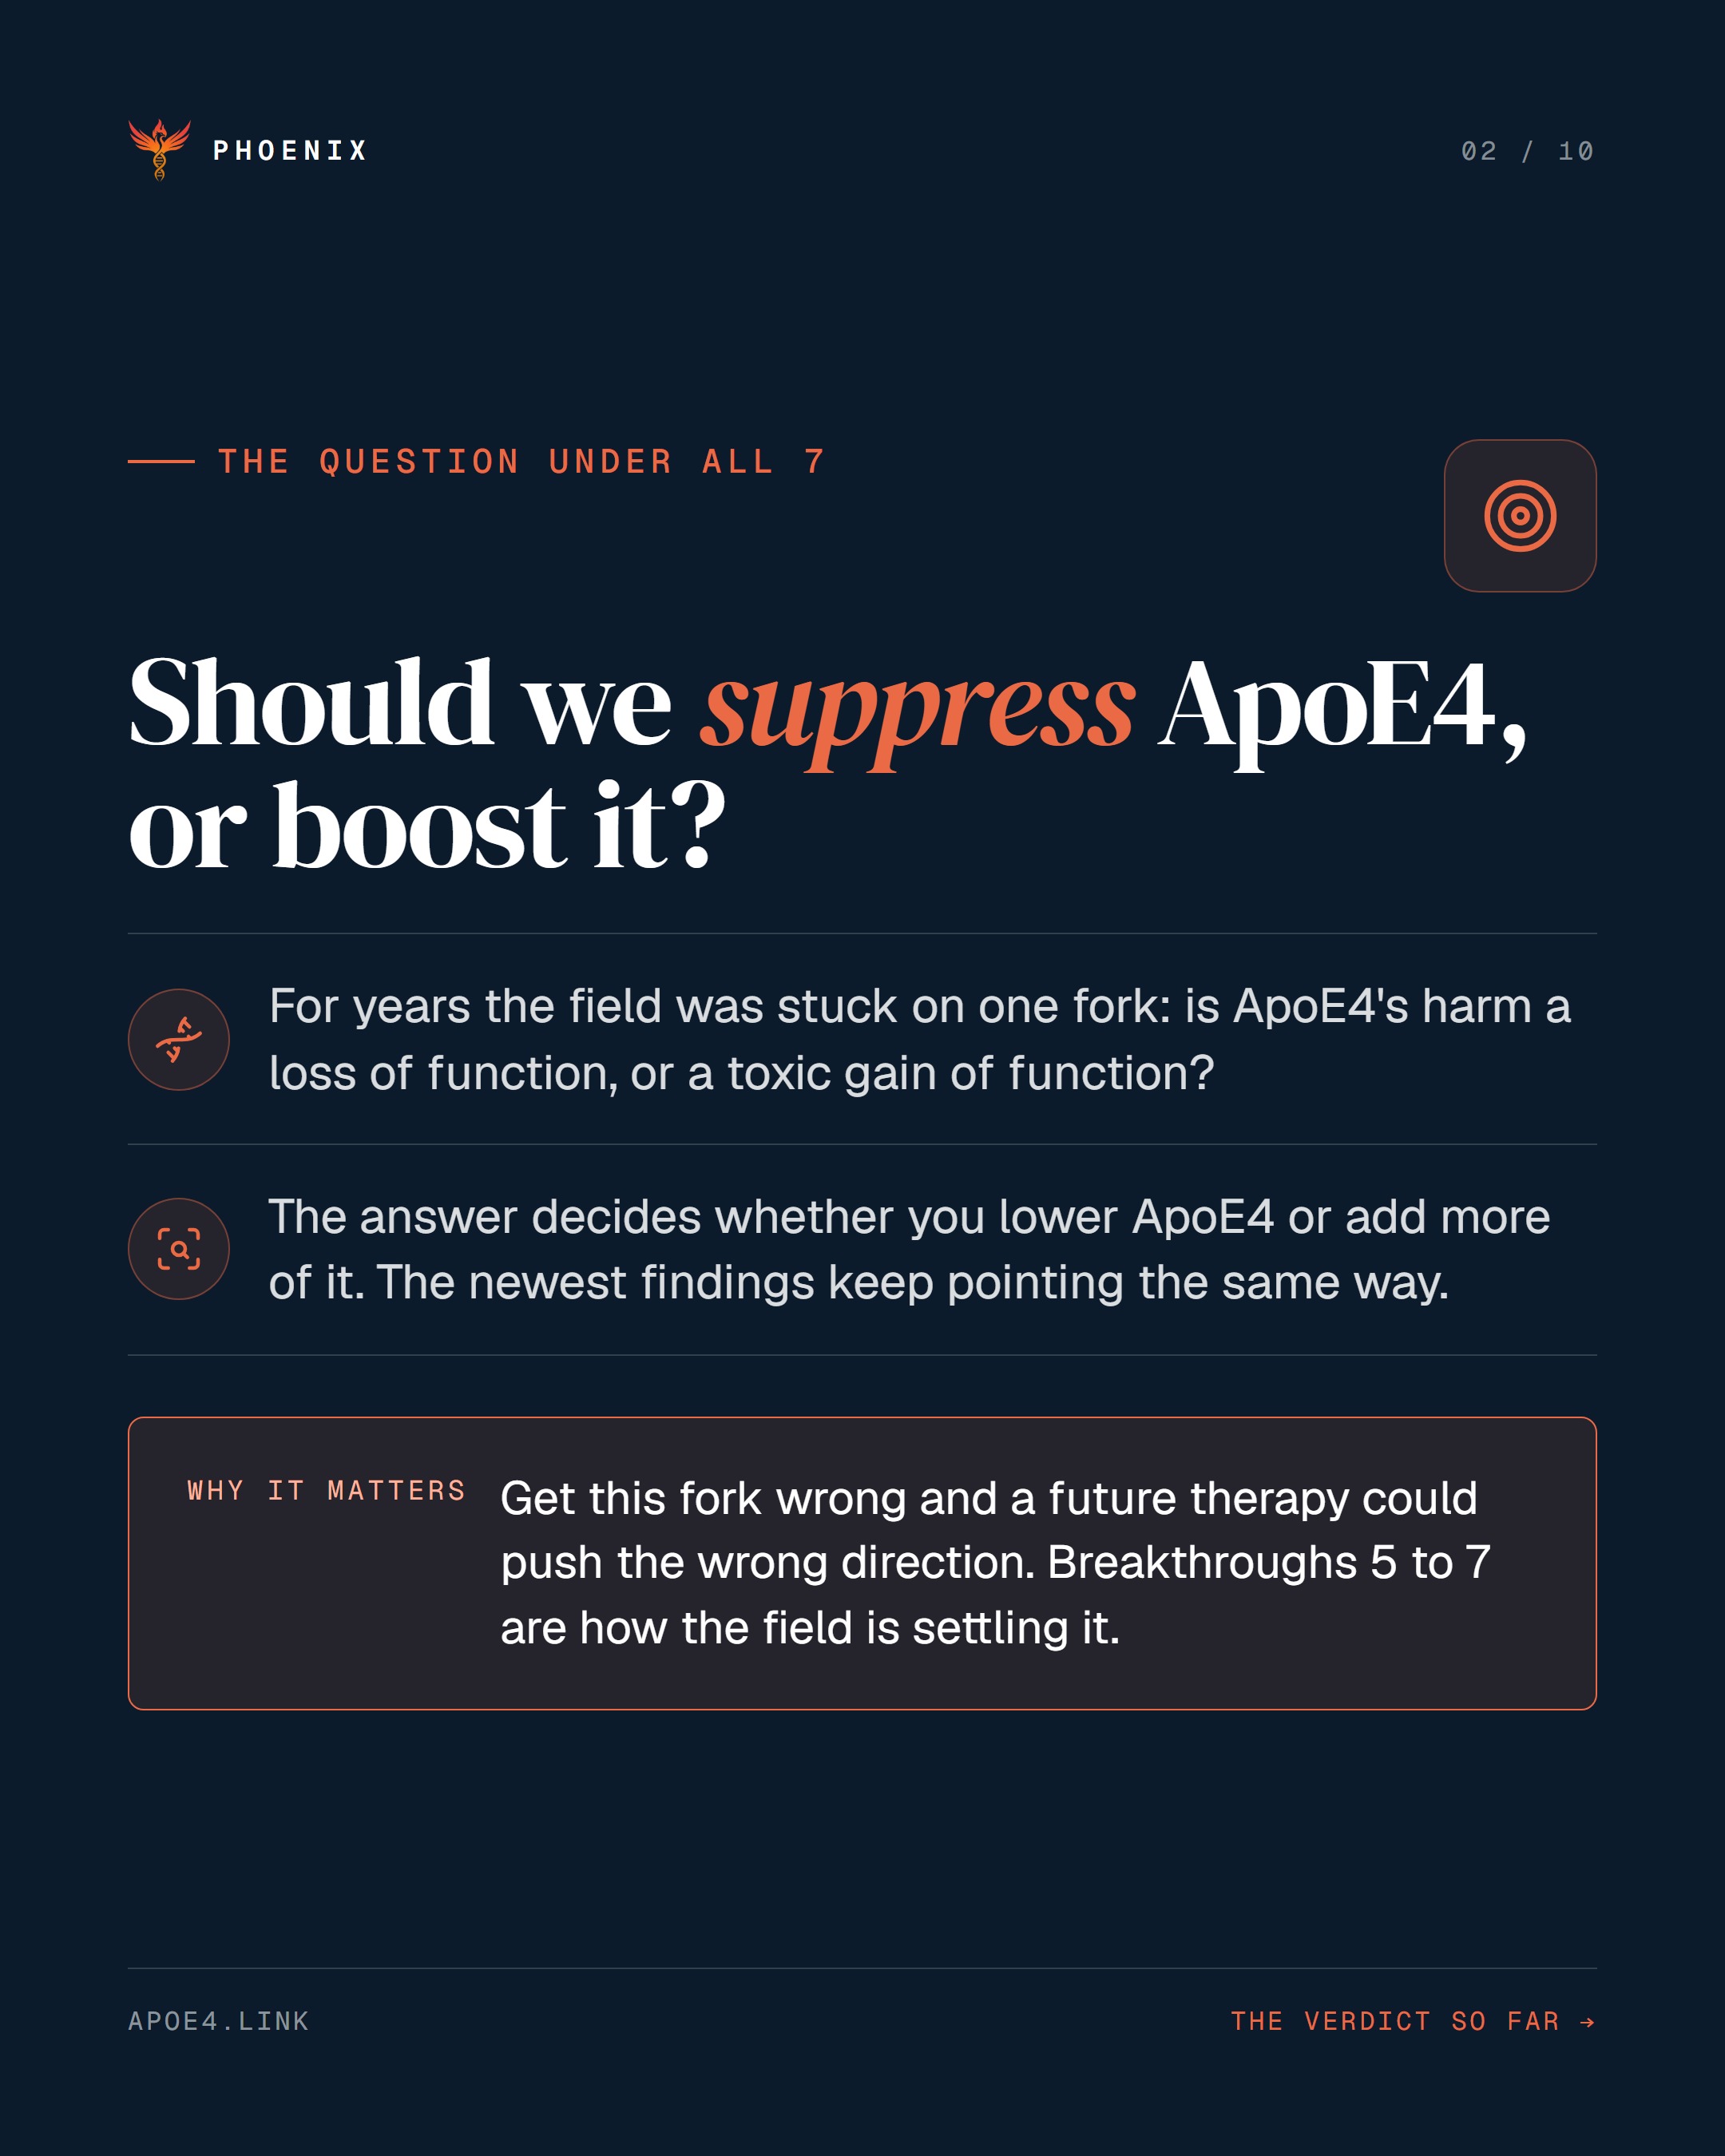 PHOENIX
02 / 10
THE QUESTION UNDER ALL 7
Should we suppress ApoE4,
or boost it?
For years the field was stuck on one fork: is ApoE4's harm a
loss of function, or a toxic gain of function?
The answer decides whether you lower ApoE4 or add more
of it. The newest findings keep pointing the same way.
WHY IT MATTERS
Get this fork wrong and a future therapy could
push the wrong direction. Breakthroughs 5 to 7
are how the field is settling it.
APOE4.LINK
THE VERDICT SO FAR →